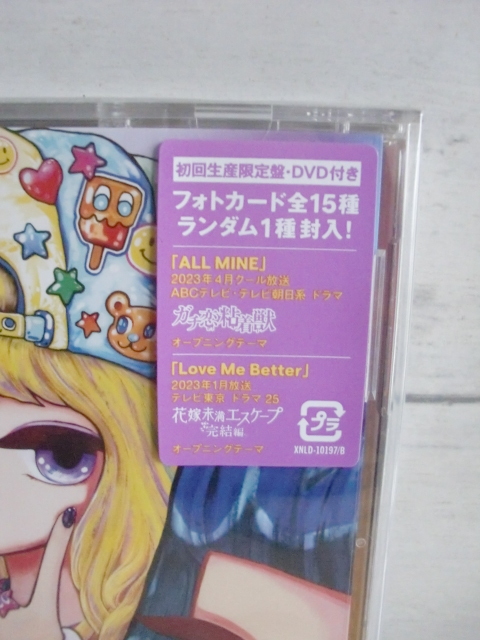 初回生産限定盤・DVD付き
フォトカード全15種
ランダム1種封入!
「ALL MINE」
2023年4月クール放送
ABCテレビ・テレビ朝日系 ドラマ
ガチ恋粘着獣
オープニングテーマ
「Love Me Better」
2023年1月放送
テレビ東京 ドラマ25
花嫁未満エスケープ
完結編
オープニングテーマ
プラ
XNLD-10197/B